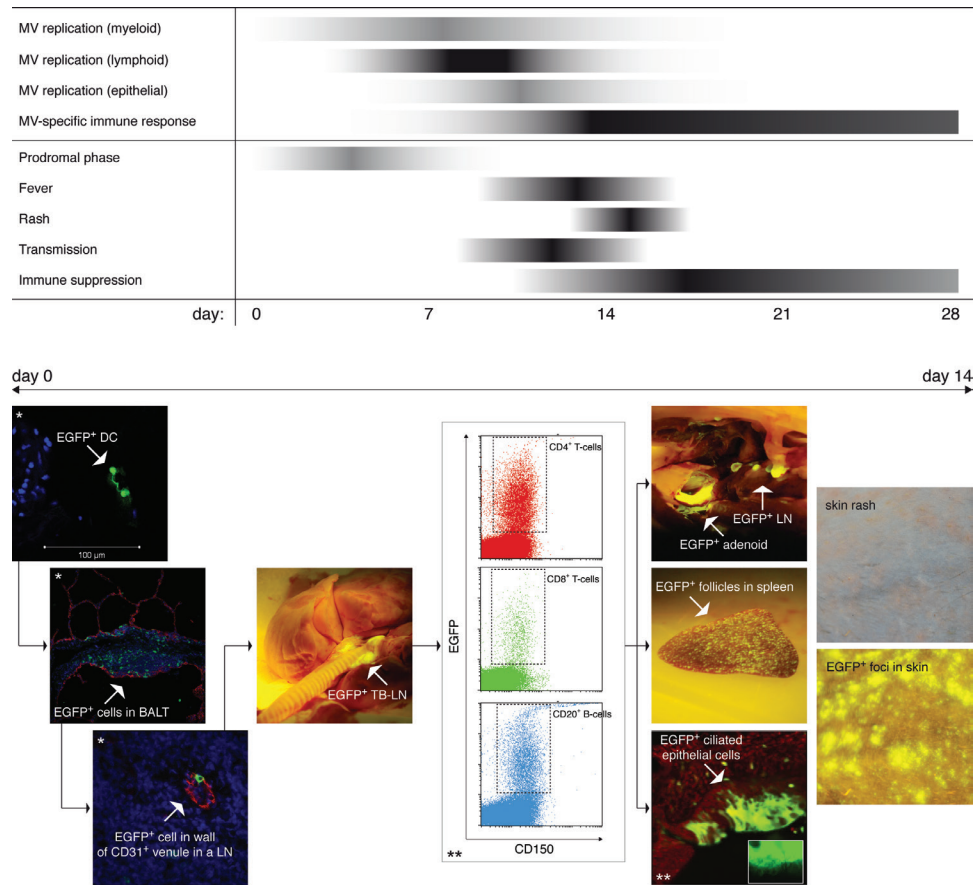 MV replication (myeloid)
MV replication (lymphoid)
MV replication (epithelial)
MV-specific immune response
Prodromal phase
Fever
Rash
Transmission
Immune suppression
day: 0 7 14 21 28
day 0 day 14
*
EGFP⁺ DC
100 µm
*
EGFP⁺ cells in BALT
*
EGFP⁺ cell in wall
of CD31⁺ venule in a LN
EGFP⁺ TB-LN
EGFP
CD4⁺ T-cells
CD8⁺ T-cells
CD20⁺ B-cells
CD150
**
EGFP⁺ LN
EGFP⁺ adenoid
EGFP⁺ follicles in spleen
EGFP⁺ ciliated
epithelial cells
**
skin rash
EGFP⁺ foci in skin